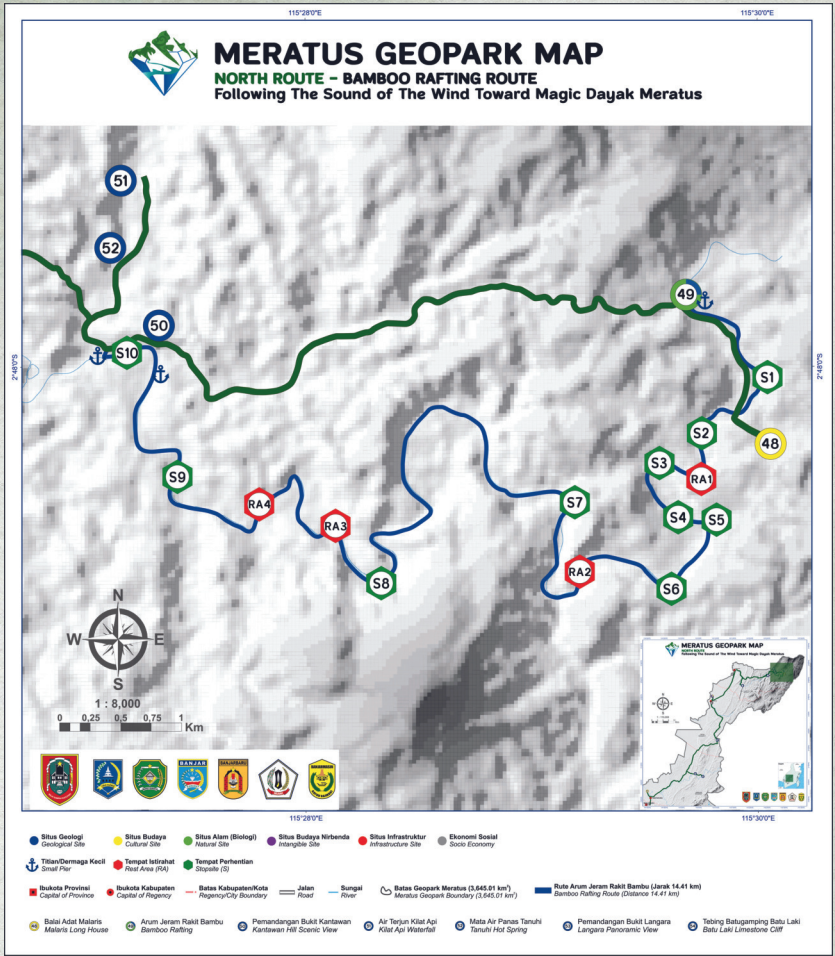 115°28'0"E
115°30'0"E
MERATUS GEOPARK MAP
NORTH ROUTE - BAMBOO RAFTING ROUTE
Following The Sound of The Wind Toward Magic Dayak Meratus
51
52
49
50
S10
2°48'0"S
2°48'0"S
S1
S2
48
S3
RA1
S9
S7
RA4
S4
S5
RA3
RA2
S8
S6
N
W
E
S
1 : 8,000
0 0,25 0,5 0,75 1
Km
MERATUS GEOPARK MAP
NORTH ROUTE
Following The Sound of The Wind Toward Magic Dayak Meratus
BANJAR
BANJARBARU
115°28'0"E
115°30'0"E
Situs Geologi
Geological Site
Situs Budaya
Cultural Site
Situs Alam (Biologi)
Natural Site
Situs Budaya Nirbenda
Intangible Site
Situs Infrastruktur
Infrastructure Site
Ekonomi Sosial
Socio Economy
Titian/Dermaga Kecil
Small Pier
Tempat Istirahat
Rest Area (RA)
Tempat Perhentian
Stopsite (S)
Ibukota Provinsi
Capital of Province
Ibukota Kabupaten
Capital of Regency
Batas Kabupaten/Kota
Regency/City Boundary
Jalan
Road
Sungai
River
Batas Geopark Meratus (3,645.01 km²)
Meratus Geopark Boundary (3,645.01 km²)
Rute Arum Jeram Rakit Bambu (Jarak 14.41 km)
Bamboo Rafting Route (Distance 14.41 km)
Balai Adat Malaris
Malaris Long House
Arum Jeram Rakit Bambu
Bamboo Rafting
Pemandangan Bukit Kantawan
Kantawan Hill Scenic View
Air Terjun Kilat Api
Kilat Api Waterfall
Mata Air Panas Tanuhi
Tanuhi Hot Spring
Pemandangan Bukit Langara
Langara Panoramic View
Tebing Batugamping Batu Laki
Batu Laki Limestone Cliff